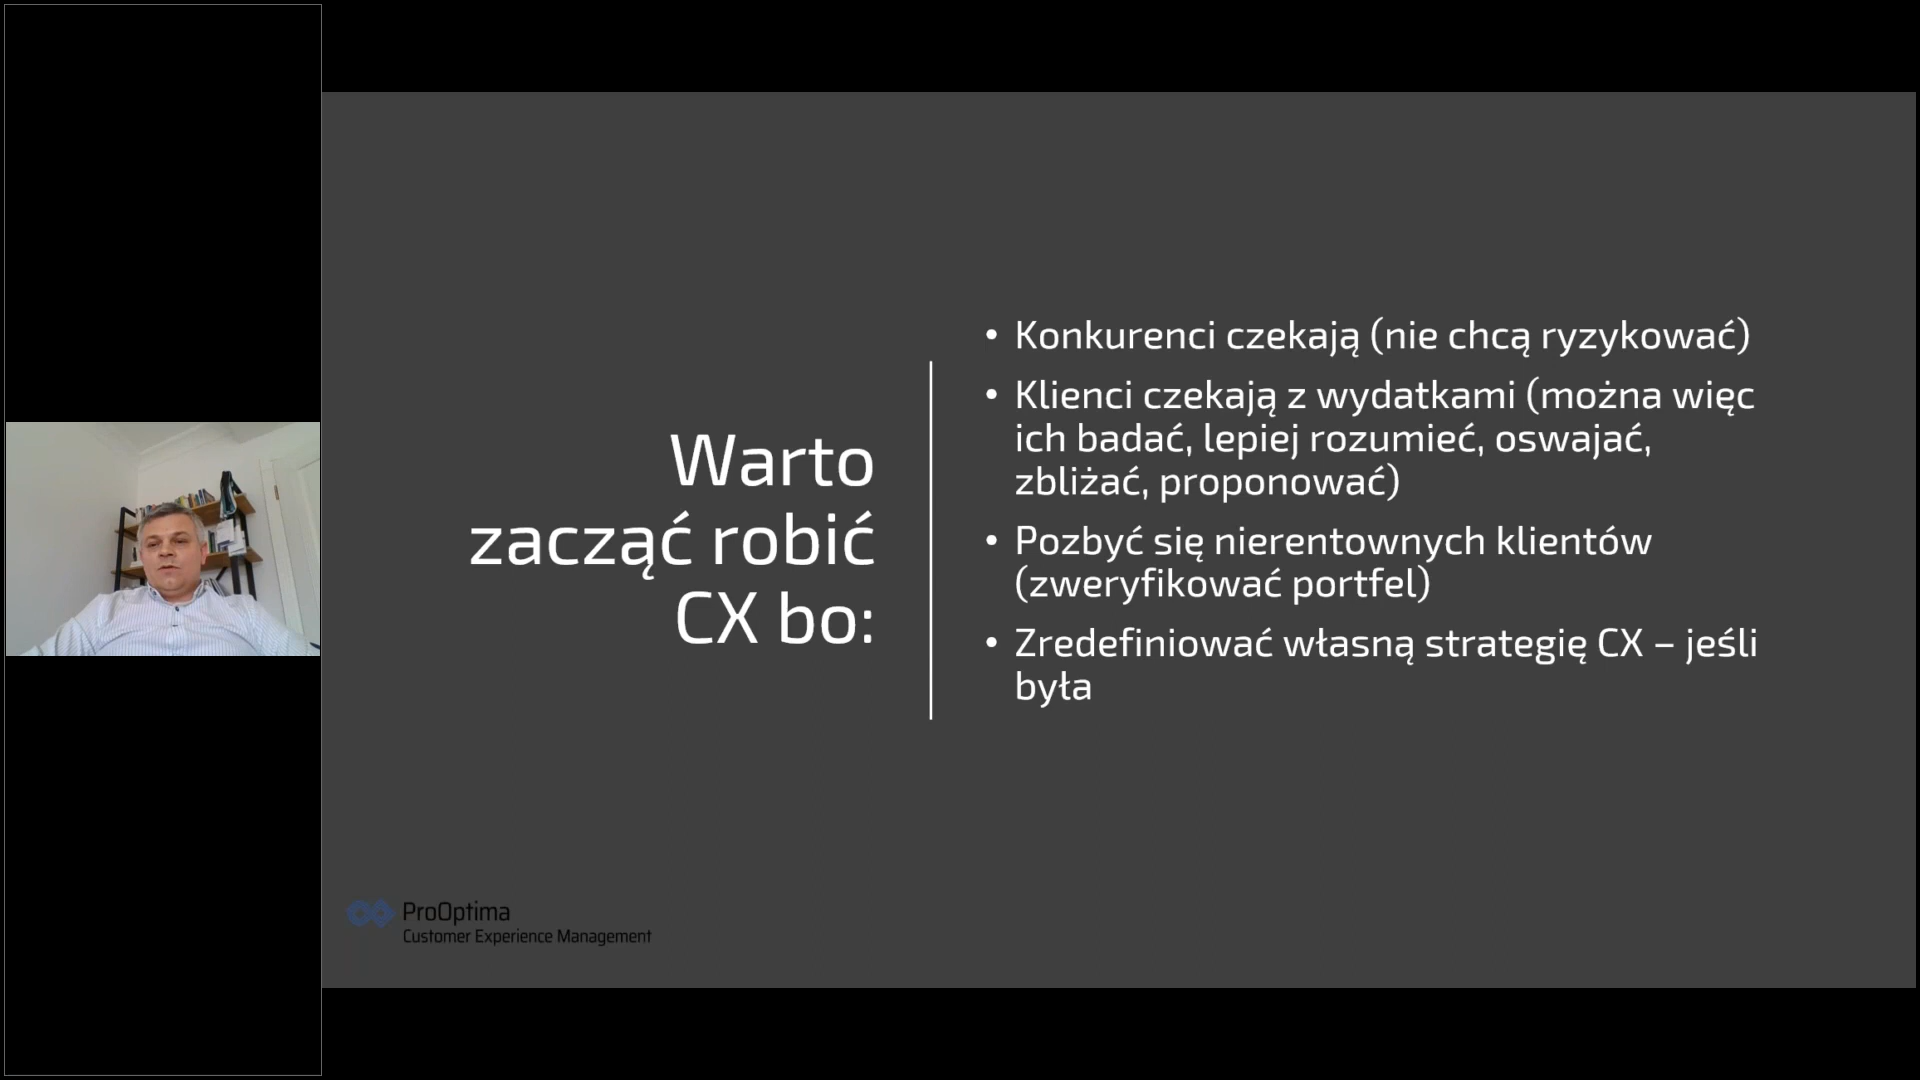 Warto
zacząć robić
CX bo:
• Konkurenci czekają (nie chcą ryzykować)
• Klienci czekają z wydatkami (można więc
ich badać, lepiej rozumieć, oswajać,
zbliżać, proponować)
• Pozbyć się nierentownych klientów
(zweryfikować portfel)
• Zredefiniować własną strategię CX – jeśli
była
ProOptima
Customer Experience Management